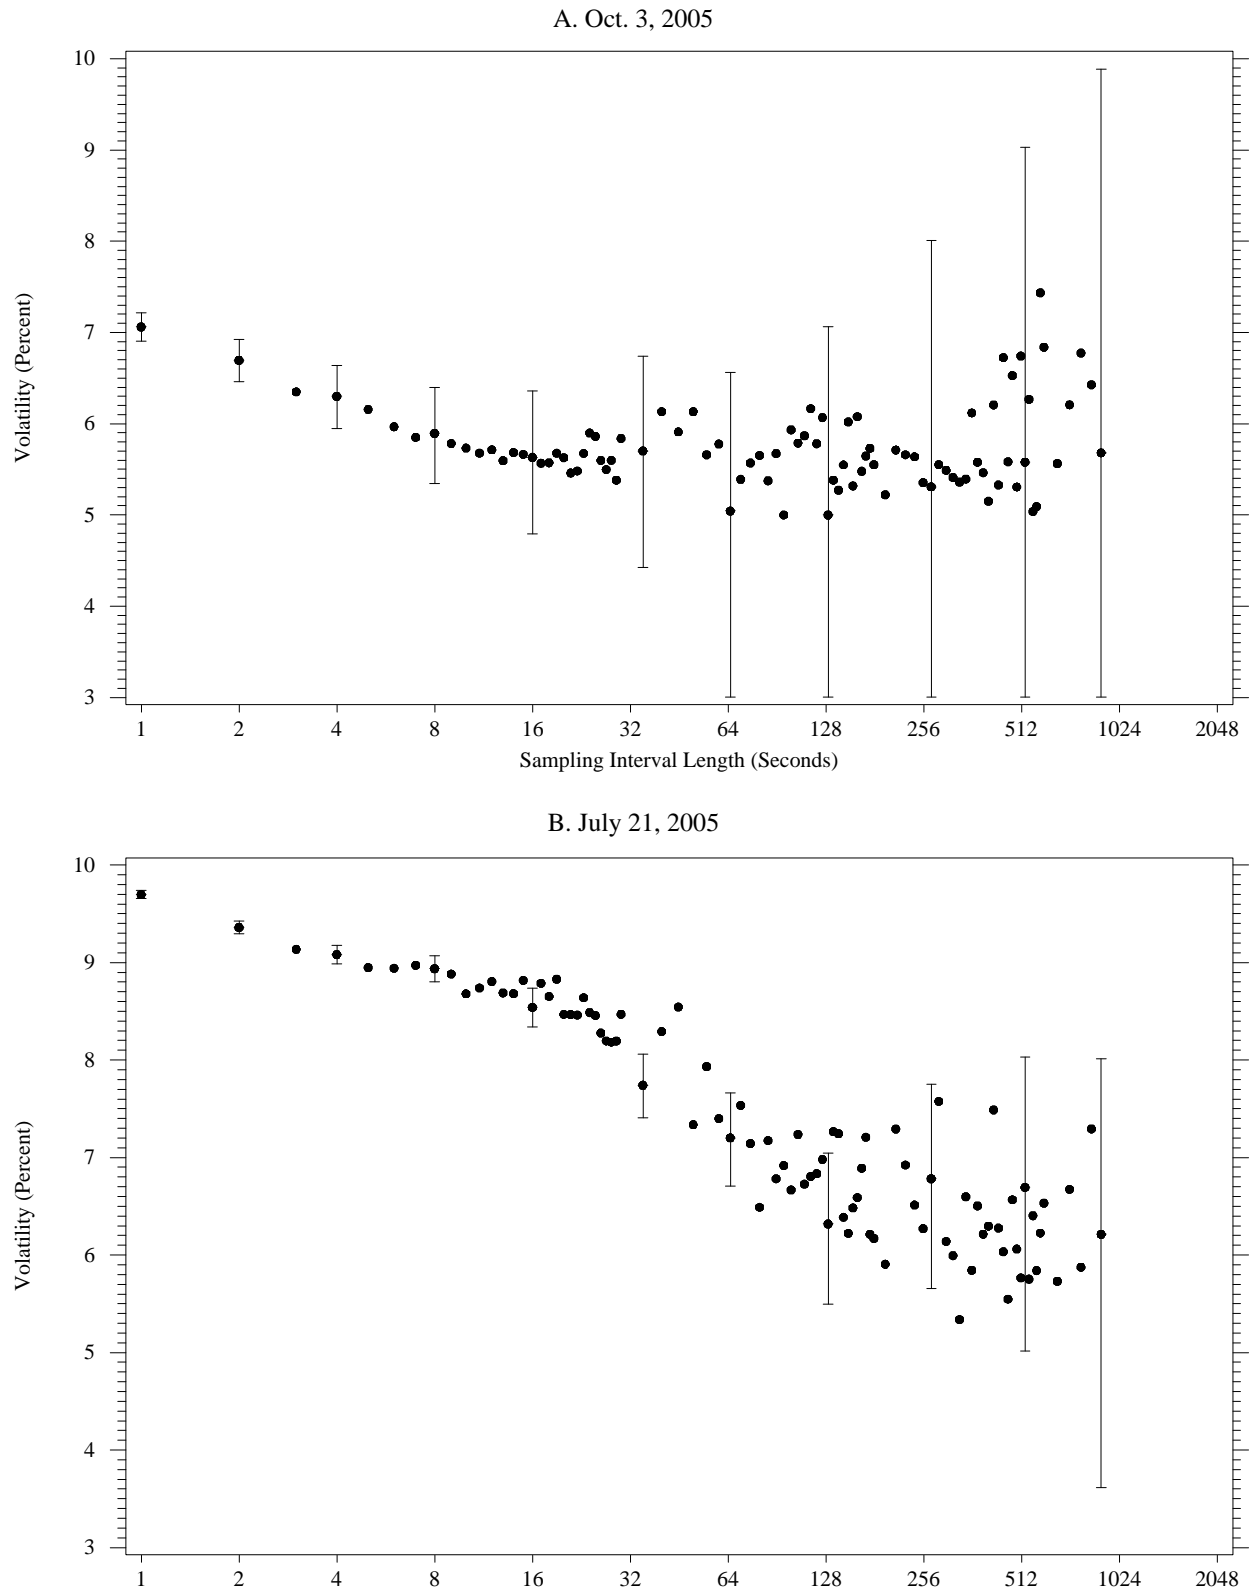 A. Oct. 3, 2005
10
9
8
7
6
5
4
3
Volatility (Percent)
1 2 4 8 16 32 64 128 256 512 1024 2048
Sampling Interval Length (Seconds)
B. July 21, 2005
10
9
8
7
6
5
4
3
Volatility (Percent)
1 2 4 8 16 32 64 128 256 512 1024 2048